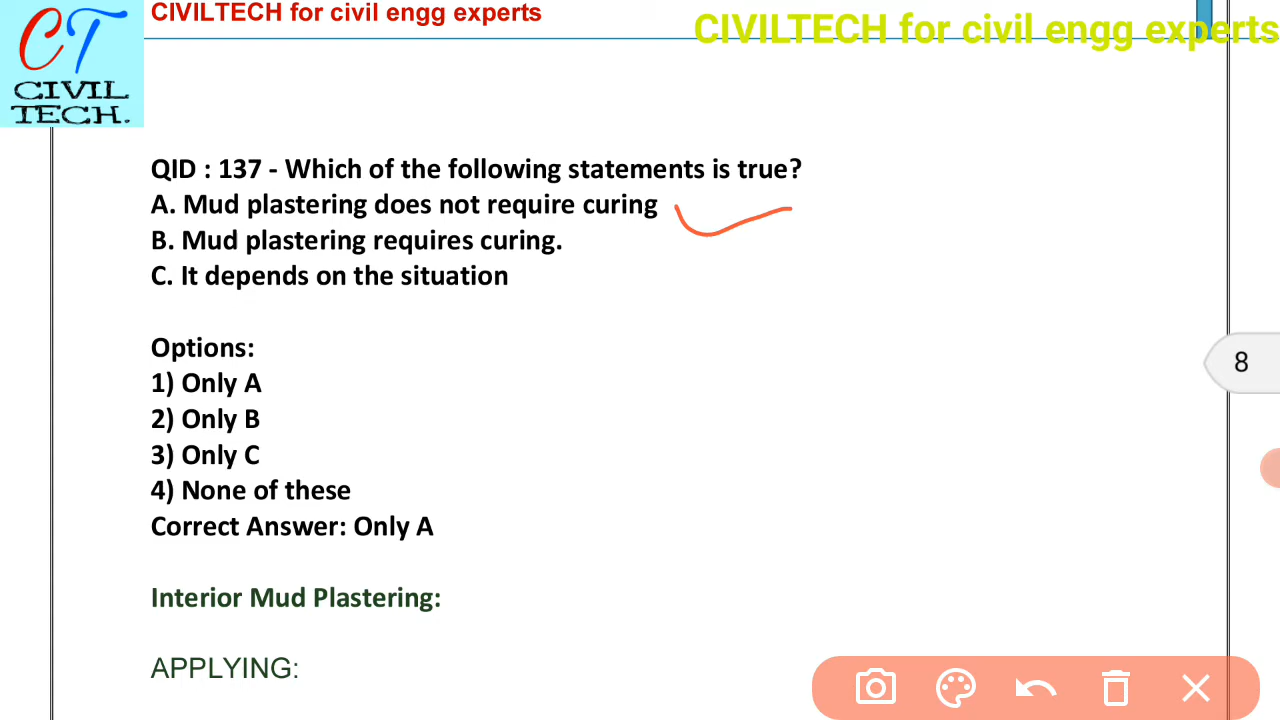 CIVILTECH for civil engg experts
CIVILTECH for civil engg experts
CT
CIVIL
TECH.
QID : 137 - Which of the following statements is true?
A. Mud plastering does not require curing
B. Mud plastering requires curing.
C. It depends on the situation
Options:
1) Only A
2) Only B
3) Only C
4) None of these
Correct Answer: Only A
8
Interior Mud Plastering:
APPLYING: